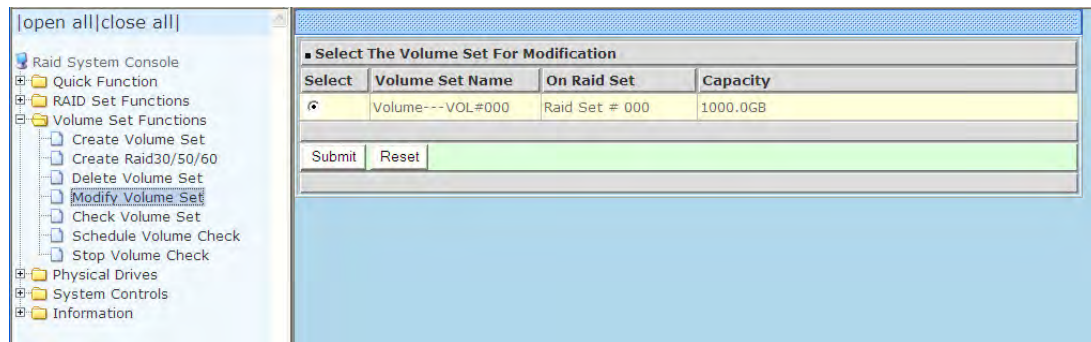 |open all|close all|
Raid System Console
Quick Function
RAID Set Functions
Volume Set Functions
Create Volume Set
Create Raid30/50/60
Delete Volume Set
Modify Volume Set
Check Volume Set
Schedule Volume Check
Stop Volume Check
Physical Drives
System Controls
Information
Select The Volume Set For Modification
Select Volume Set Name On Raid Set Capacity
Volume---VOL#000 Raid Set # 000 1000.0GB
Submit Reset